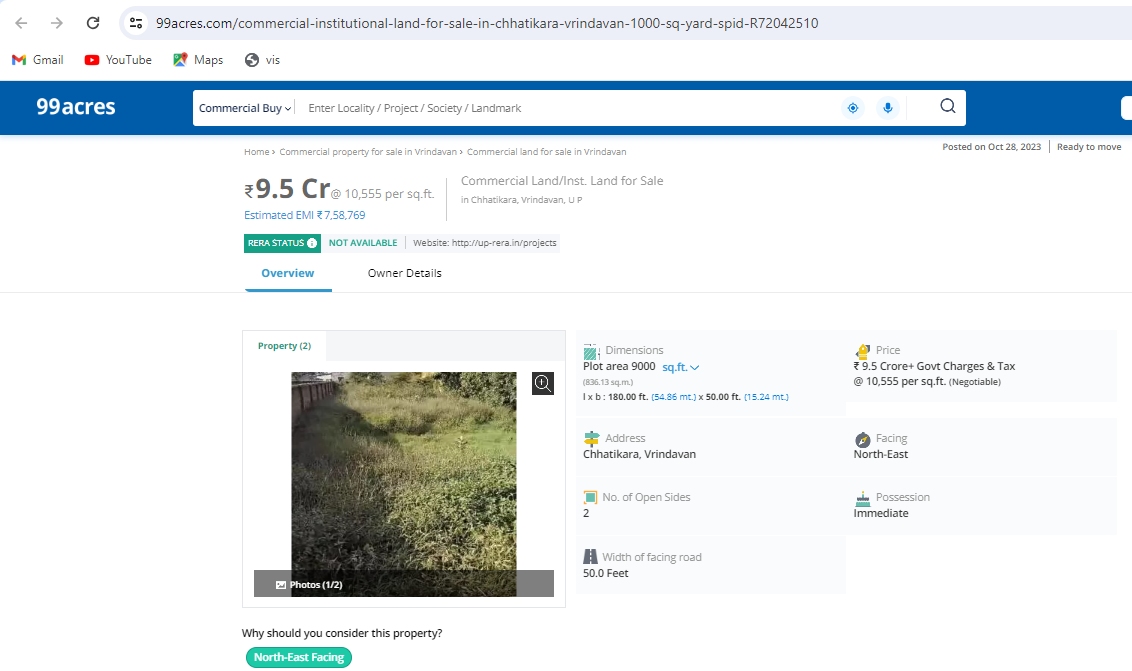 99acres.com/commercial-institutional-land-for-sale-in-chhatikara-vrindavan-1000-sq-yard-spid-R72042510
Gmail YouTube Maps vis
99acres Commercial Buy Enter Locality / Project / Society / Landmark
Home › Commercial property for sale in Vrindavan › Commercial land for sale in Vrindavan
Posted on Oct 28, 2023 Ready to move
₹9.5 Cr @ 10,555 per sq.ft.
Estimated EMI ₹ 7,58,769
Commercial Land/Inst. Land for Sale
in Chhatikara, Vrindavan, U P
RERA STATUS i NOT AVAILABLE Website: http://up-rera.in/projects
Overview Owner Details
Property (2)
Photos (1/2)
Dimensions
Plot area 9000 sq.ft.
(836.13 sq.m.)
l x b : 180.00 ft. (54.86 mt.) x 50.00 ft. (15.24 mt.)
Price
₹ 9.5 Crore+ Govt Charges & Tax
@ 10,555 per sq.ft. (Negotiable)
Address
Chhatikara, Vrindavan
Facing
North-East
No. of Open Sides
2
Possession
Immediate
Width of facing road
50.0 Feet
Why should you consider this property?
North-East Facing